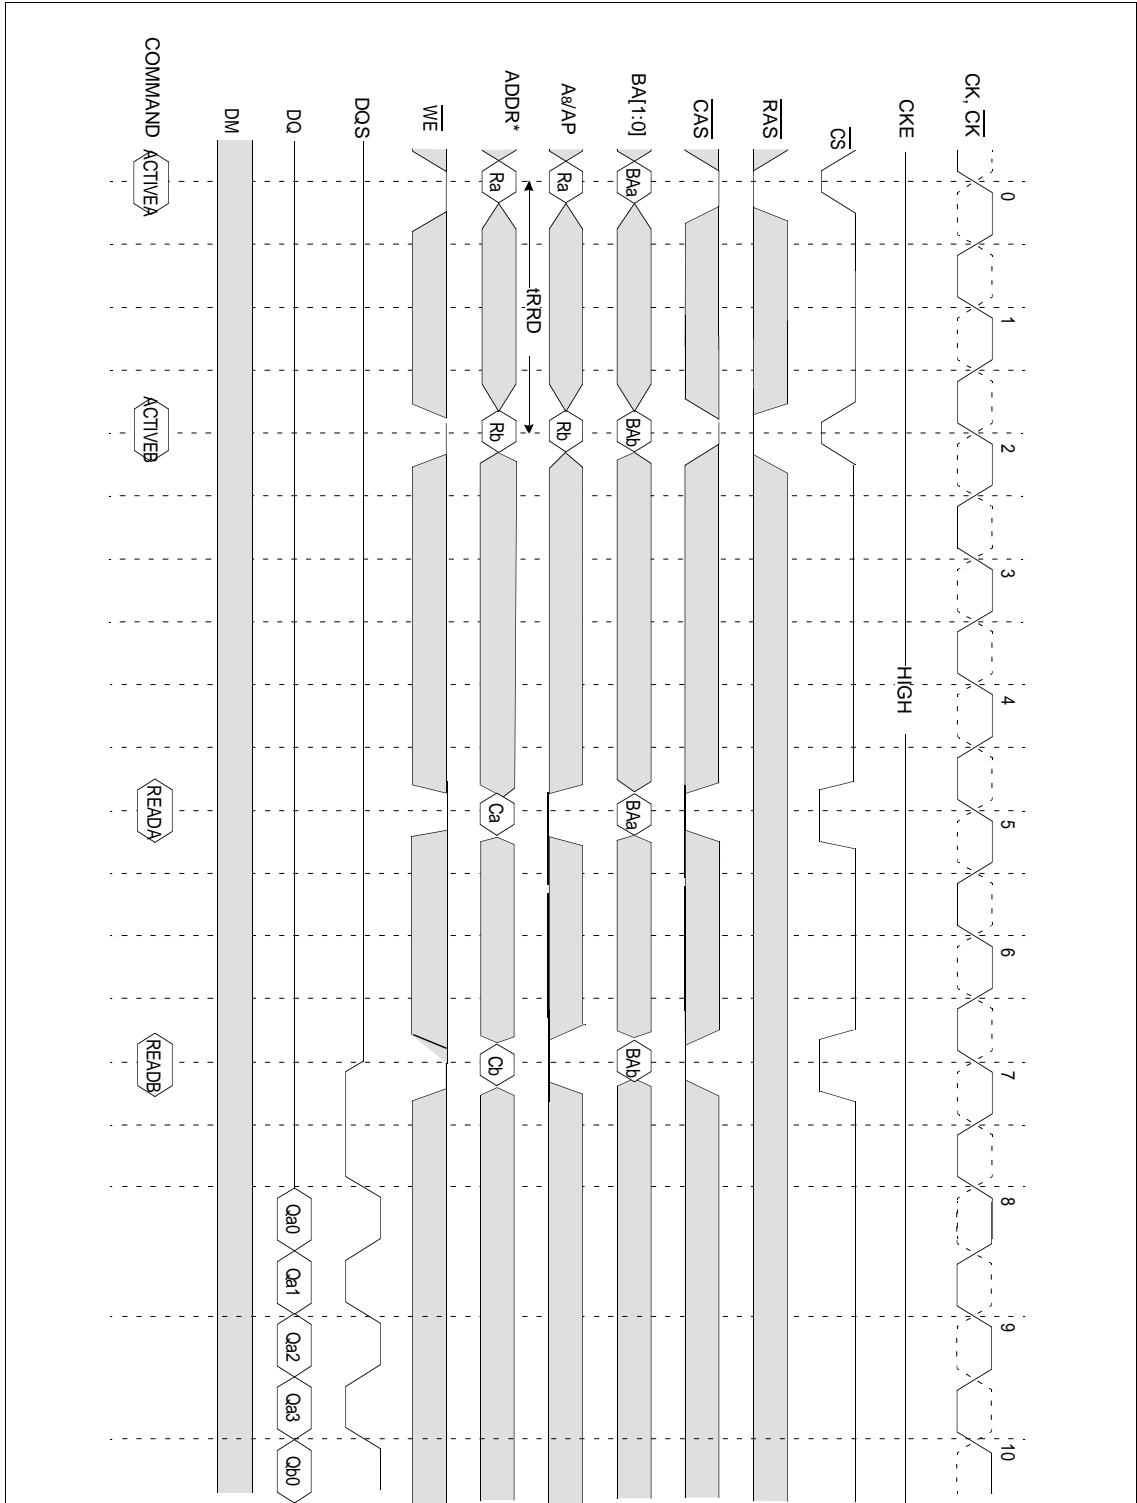 0 1 2 3 4 5 6 7 8 9 10
CK, CK
CKE HIGH
CS
RAS
CAS
BA[1:0] BAa BAb BAa BAb
A8/AP Ra Rb
tRRD
ADDR* Ra Rb Ca Cb
WE
DQS
DQ Qa0 Qa1 Qa2 Qa3 Qb0
DM
COMMAND ACTIVEA ACTIVEB READA READB